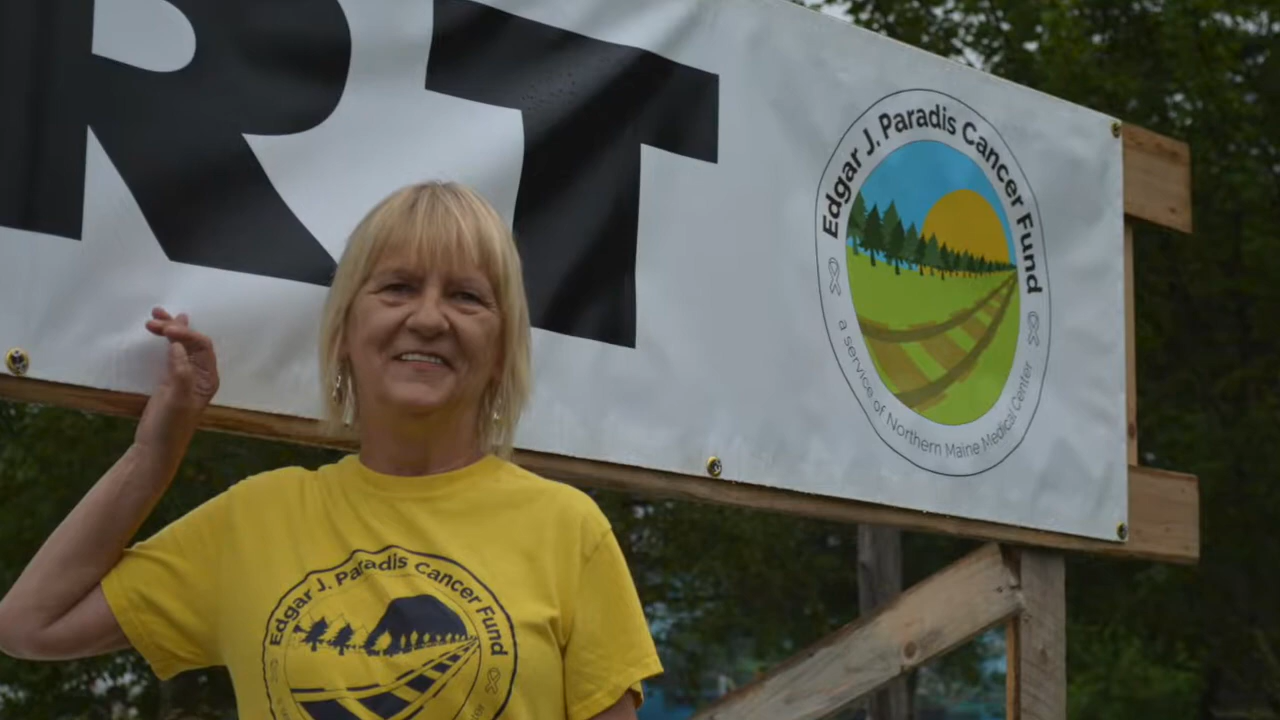 RT
Edgar J. Paradis Cancer Fund
a service of Northern Maine Medical Center
Edgar J. Paradis Cancer Fund